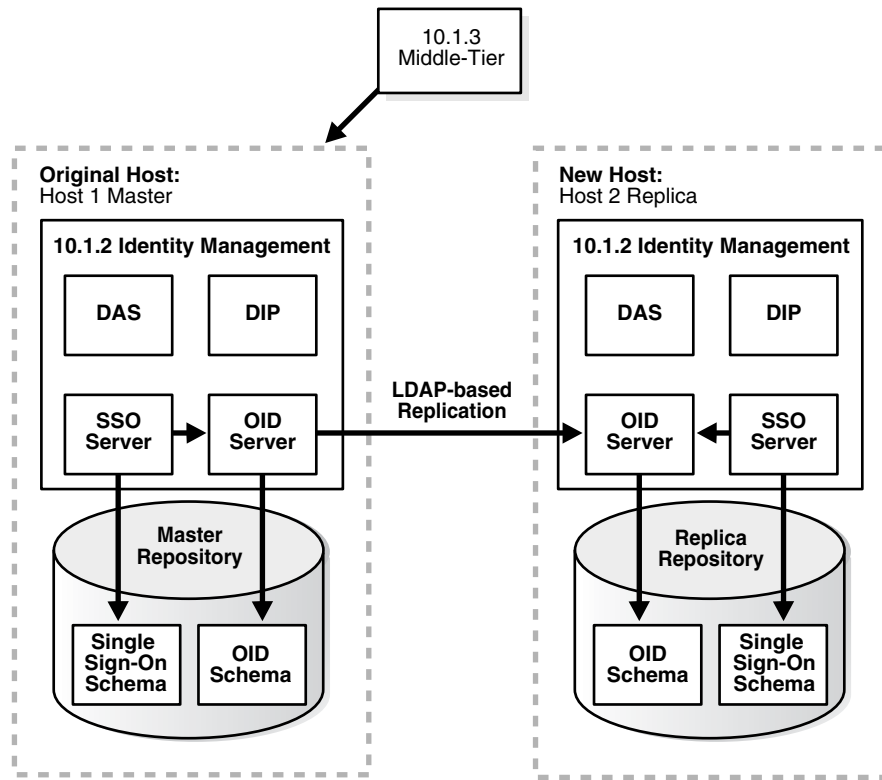 10.1.3
Middle-Tier
Original Host:
Host 1 Master
10.1.2 Identity Management
DAS
DIP
SSO
Server
OID
Server
Master
Repository
Single
Sign-On
Schema
OID
Schema
LDAP-based
Replication
New Host:
Host 2 Replica
10.1.2 Identity Management
DAS
DIP
OID
Server
SSO
Server
Replica
Repository
OID
Schema
Single
Sign-On
Schema